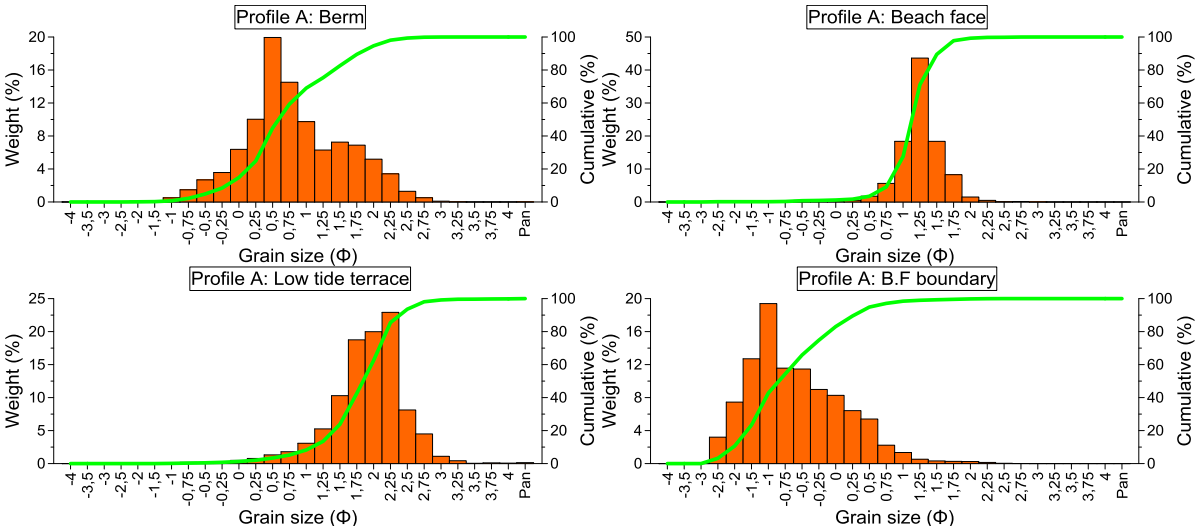 Profile A: Berm
20
16
12
8
4
0
Weight (%)
100
80
60
40
20
0
Cumulative (%)
-4 -3,5 -3 -2,5 -2 -1,5 -1 -0,75 -0,5 -0,25 0 0,25 0,5 0,75 1 1,25 1,5 1,75 2 2,25 2,5 2,75 3 3,25 3,5 3,75 4 Pan
Grain size (Φ)
Profile A: Beach face
50
40
30
20
10
0
Weight (%)
100
80
60
40
20
0
Cumulative (%)
-4 -3,5 -3 -2,5 -2 -1,5 -1 -0,75 -0,5 -0,25 0 0,25 0,5 0,75 1 1,25 1,5 1,75 2 2,25 2,5 2,75 3 3,25 3,5 3,75 4 Pan
Grain size (Φ)
Profile A: Low tide terrace
25
20
15
10
5
0
Weight (%)
100
80
60
40
20
0
Cumulative (%)
-4 -3,5 -3 -2,5 -2 -1,5 -1 -0,75 -0,5 -0,25 0 0,25 0,5 0,75 1 1,25 1,5 1,75 2 2,25 2,5 2,75 3 3,25 3,5 3,75 4 Pan
Grain size (Φ)
Profile A: B.F boundary
20
16
12
8
4
0
Weight (%)
100
80
60
40
20
0
Cumulative (%)
-4 -3,5 -3 -2,5 -2 -1,5 -1 -0,75 -0,5 -0,25 0 0,25 0,5 0,75 1 1,25 1,5 1,75 2 2,25 2,5 2,75 3 3,25 3,5 3,75 4 Pan
Grain size (Φ)